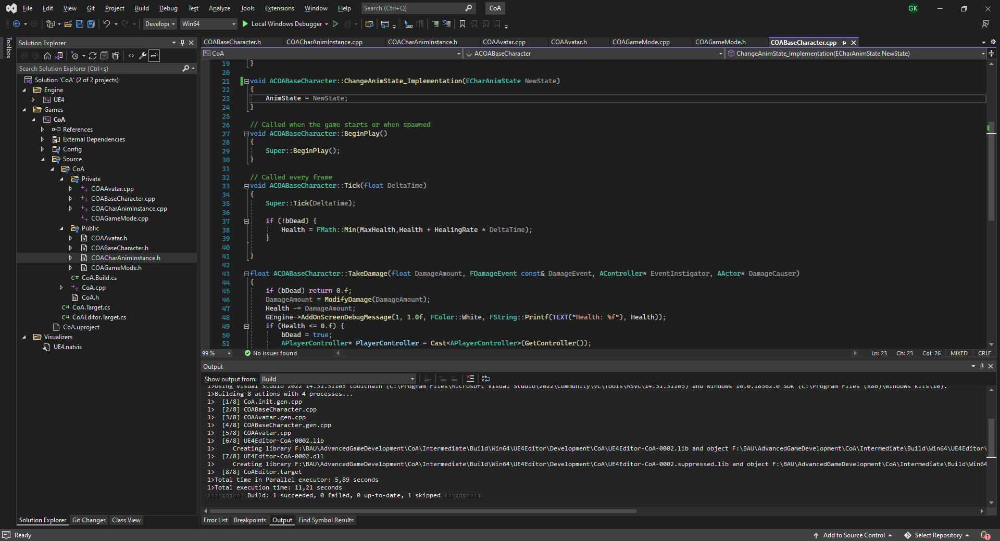 File Edit View Git Project Build Debug Test Analyze Tools Extensions Window Help Search (Ctrl+Q) CoA GK
Developı Win64 Local Windows Debugger
Toolbox
Solution Explorer
Search Solution Explorer (Ctrl+ş)
Solution 'CoA' (2 of 2 projects)
Engine
UE4
Games
CoA
References
External Dependencies
Config
Source
CoA
Private
COAAvatar.cpp
COABaseCharacter.cpp
COACharAnimInstance.cpp
COAGameMode.cpp
Public
COAAvatar.h
COABaseCharacter.h
COACharAnimInstance.h
COAGameMode.h
CoA.Build.cs
CoA.cpp
CoA.h
CoA.Target.cs
CoAEditor.Target.cs
CoA.uproject
Visualizers
UE4.natvis
Solution Explorer Git Changes Class View
COABaseCharacter.h COACharAnimInstance.cpp COACharAnimInstance.h COAAvatar.cpp COAAvatar.h COAGameMode.cpp COAGameMode.h COABaseCharacter.cpp
CoA ACOABaseCharacter ChangeAnimState_Implementation(ECharAnimState NewState)
19 }
20
21 void ACOABaseCharacter::ChangeAnimState_Implementation(ECharAnimState NewState)
22 {
23 AnimState = NewState;
24 }
25
26 // Called when the game starts or when spawned
27 void ACOABaseCharacter::BeginPlay()
28 {
29 Super::BeginPlay();
30 }
31
32 // Called every frame
33 void ACOABaseCharacter::Tick(float DeltaTime)
34 {
35 Super::Tick(DeltaTime);
36
37 if (!bDead) {
38 Health = FMath::Min(MaxHealth,Health + HealingRate * DeltaTime);
39 }
40
41 }
42
43 float ACOABaseCharacter::TakeDamage(float DamageAmount, FDamageEvent const& DamageEvent, AController* EventInstigator, AActor* DamageCauser)
44 {
45 if (bDead) return 0.f;
46 DamageAmount = ModifyDamage(DamageAmount);
47 Health -= DamageAmount;
48 GEngine->AddOnScreenDebugMessage(1, 1.0f, FColor::White, FString::Printf(TEXT("Health: %f"), Health));
49 if (Health <= 0.f) {
50 bDead = true;
51 APlayerController* PlayerController = Cast<APlayerController>(GetController());
99 % No issues found Ln: 23 Ch: 23 Col: 26 MIXED CRLF
Output
Show output from: Build
1>Using Visual Studio 2022 14.31.31105 toolchain (C:\Program Files\Microsoft Visual Studio\2022\Community\VC\Tools\MSVC\14.31.31103) and Windows 10.0.18362.0 SDK (C:\Program Files (x86)\Windows Kits\10).
1>Building 8 actions with 4 processes...
1> [1/8] CoA.init.gen.cpp
1> [2/8] COABaseCharacter.cpp
1> [3/8] COAAvatar.gen.cpp
1> [4/8] COABaseCharacter.gen.cpp
1> [5/8] COAAvatar.cpp
1> [6/8] UE4Editor-CoA-0002.lib
1> Creating library F:\BAU\AdvancedGameDevelopment\CoA\Intermediate\Build\Win64\UE4Editor\Development\CoA\UE4Editor-CoA-0002.lib and object F:\BAU\AdvancedGameDevelopment\CoA\Intermediate\Build\Win64\UE4Editor\
1> [7/8] UE4Editor-CoA-0002.dll
1> Creating library F:\BAU\AdvancedGameDevelopment\CoA\Intermediate\Build\Win64\UE4Editor\Development\CoA\UE4Editor-CoA-0002.suppressed.lib and object F:\BAU\AdvancedGameDevelopment\CoA\Intermediate\Build\Win64
1> [8/8] CoAEditor.target
1>Total time in Parallel executor: 5,89 seconds
1>Total execution time: 11,21 seconds
========== Build: 1 succeeded, 0 failed, 0 up-to-date, 1 skipped ==========
Error List Breakpoints Output Find Symbol Results
Ready Add to Source Control Select Repository 1